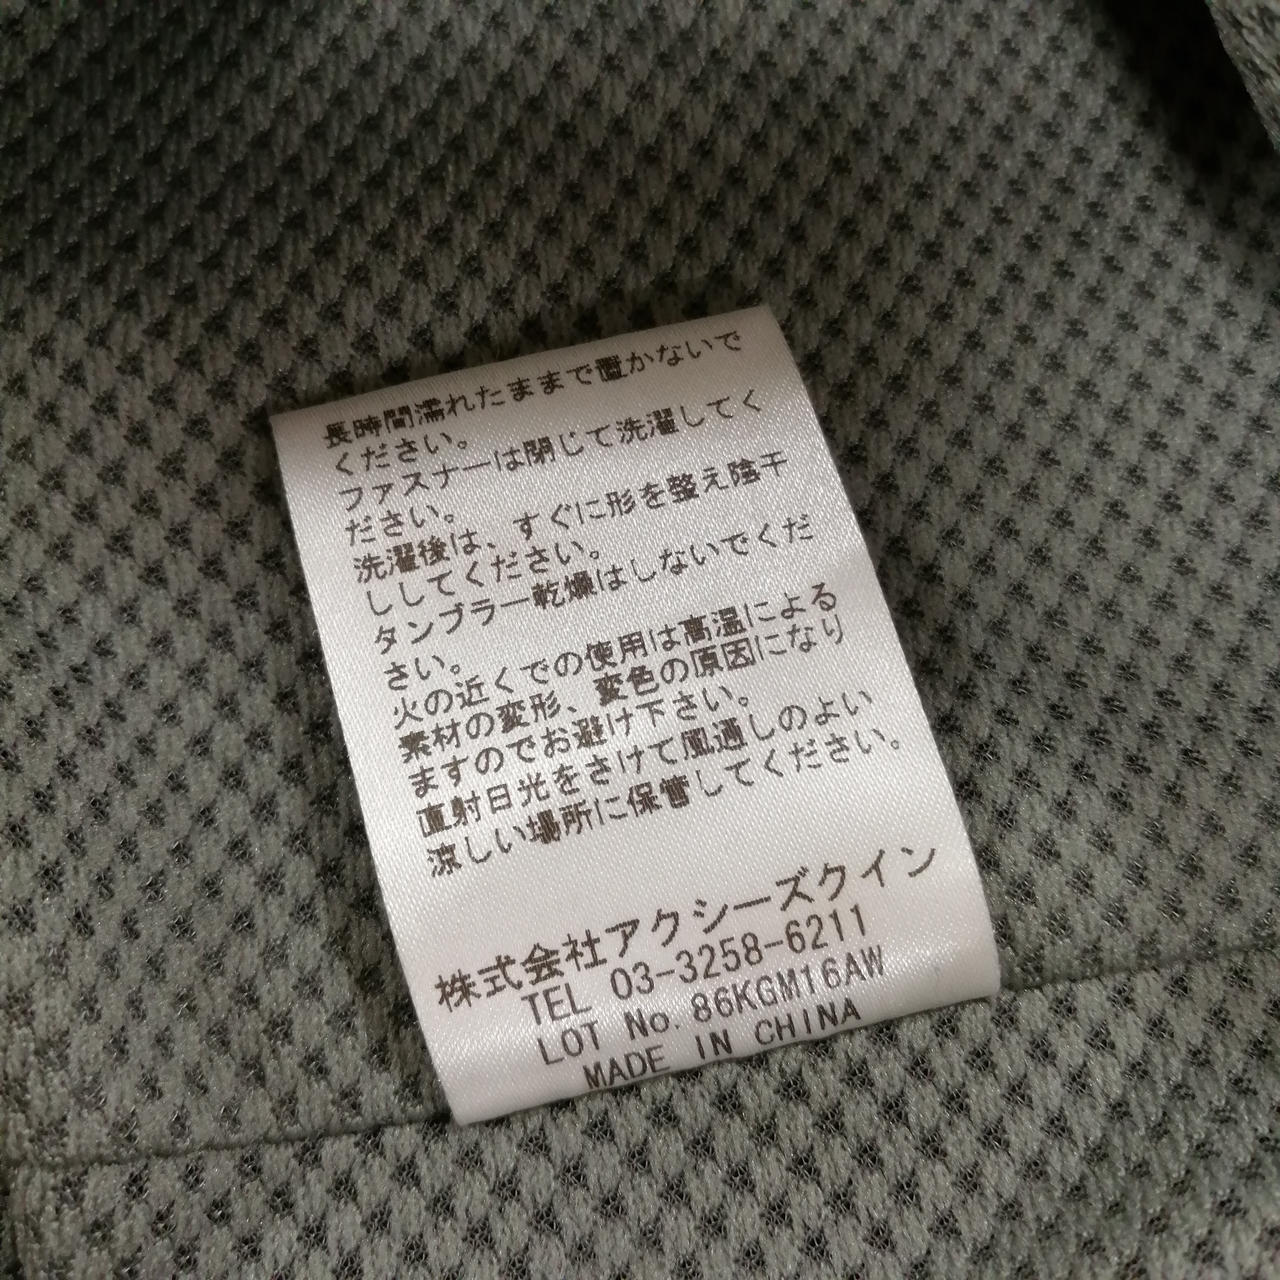 長時間濡れたままで置かないで
ください。
ファスナーは閉じて洗濯してく
ださい。
洗濯後は、すぐに形を整え陰干
ししてください。
タンブラー乾燥はしないでくだ
さい。
火の近くでの使用は高温による
素材の変形、変色の原因になり
ますのでお避け下さい。
直射日光をさけて風通しのよい
涼しい場所に保管してください。
株式会社アクシーズクイン
TEL 03-3258-6211
LOT No. 86KGM16AW
MADE IN CHINA